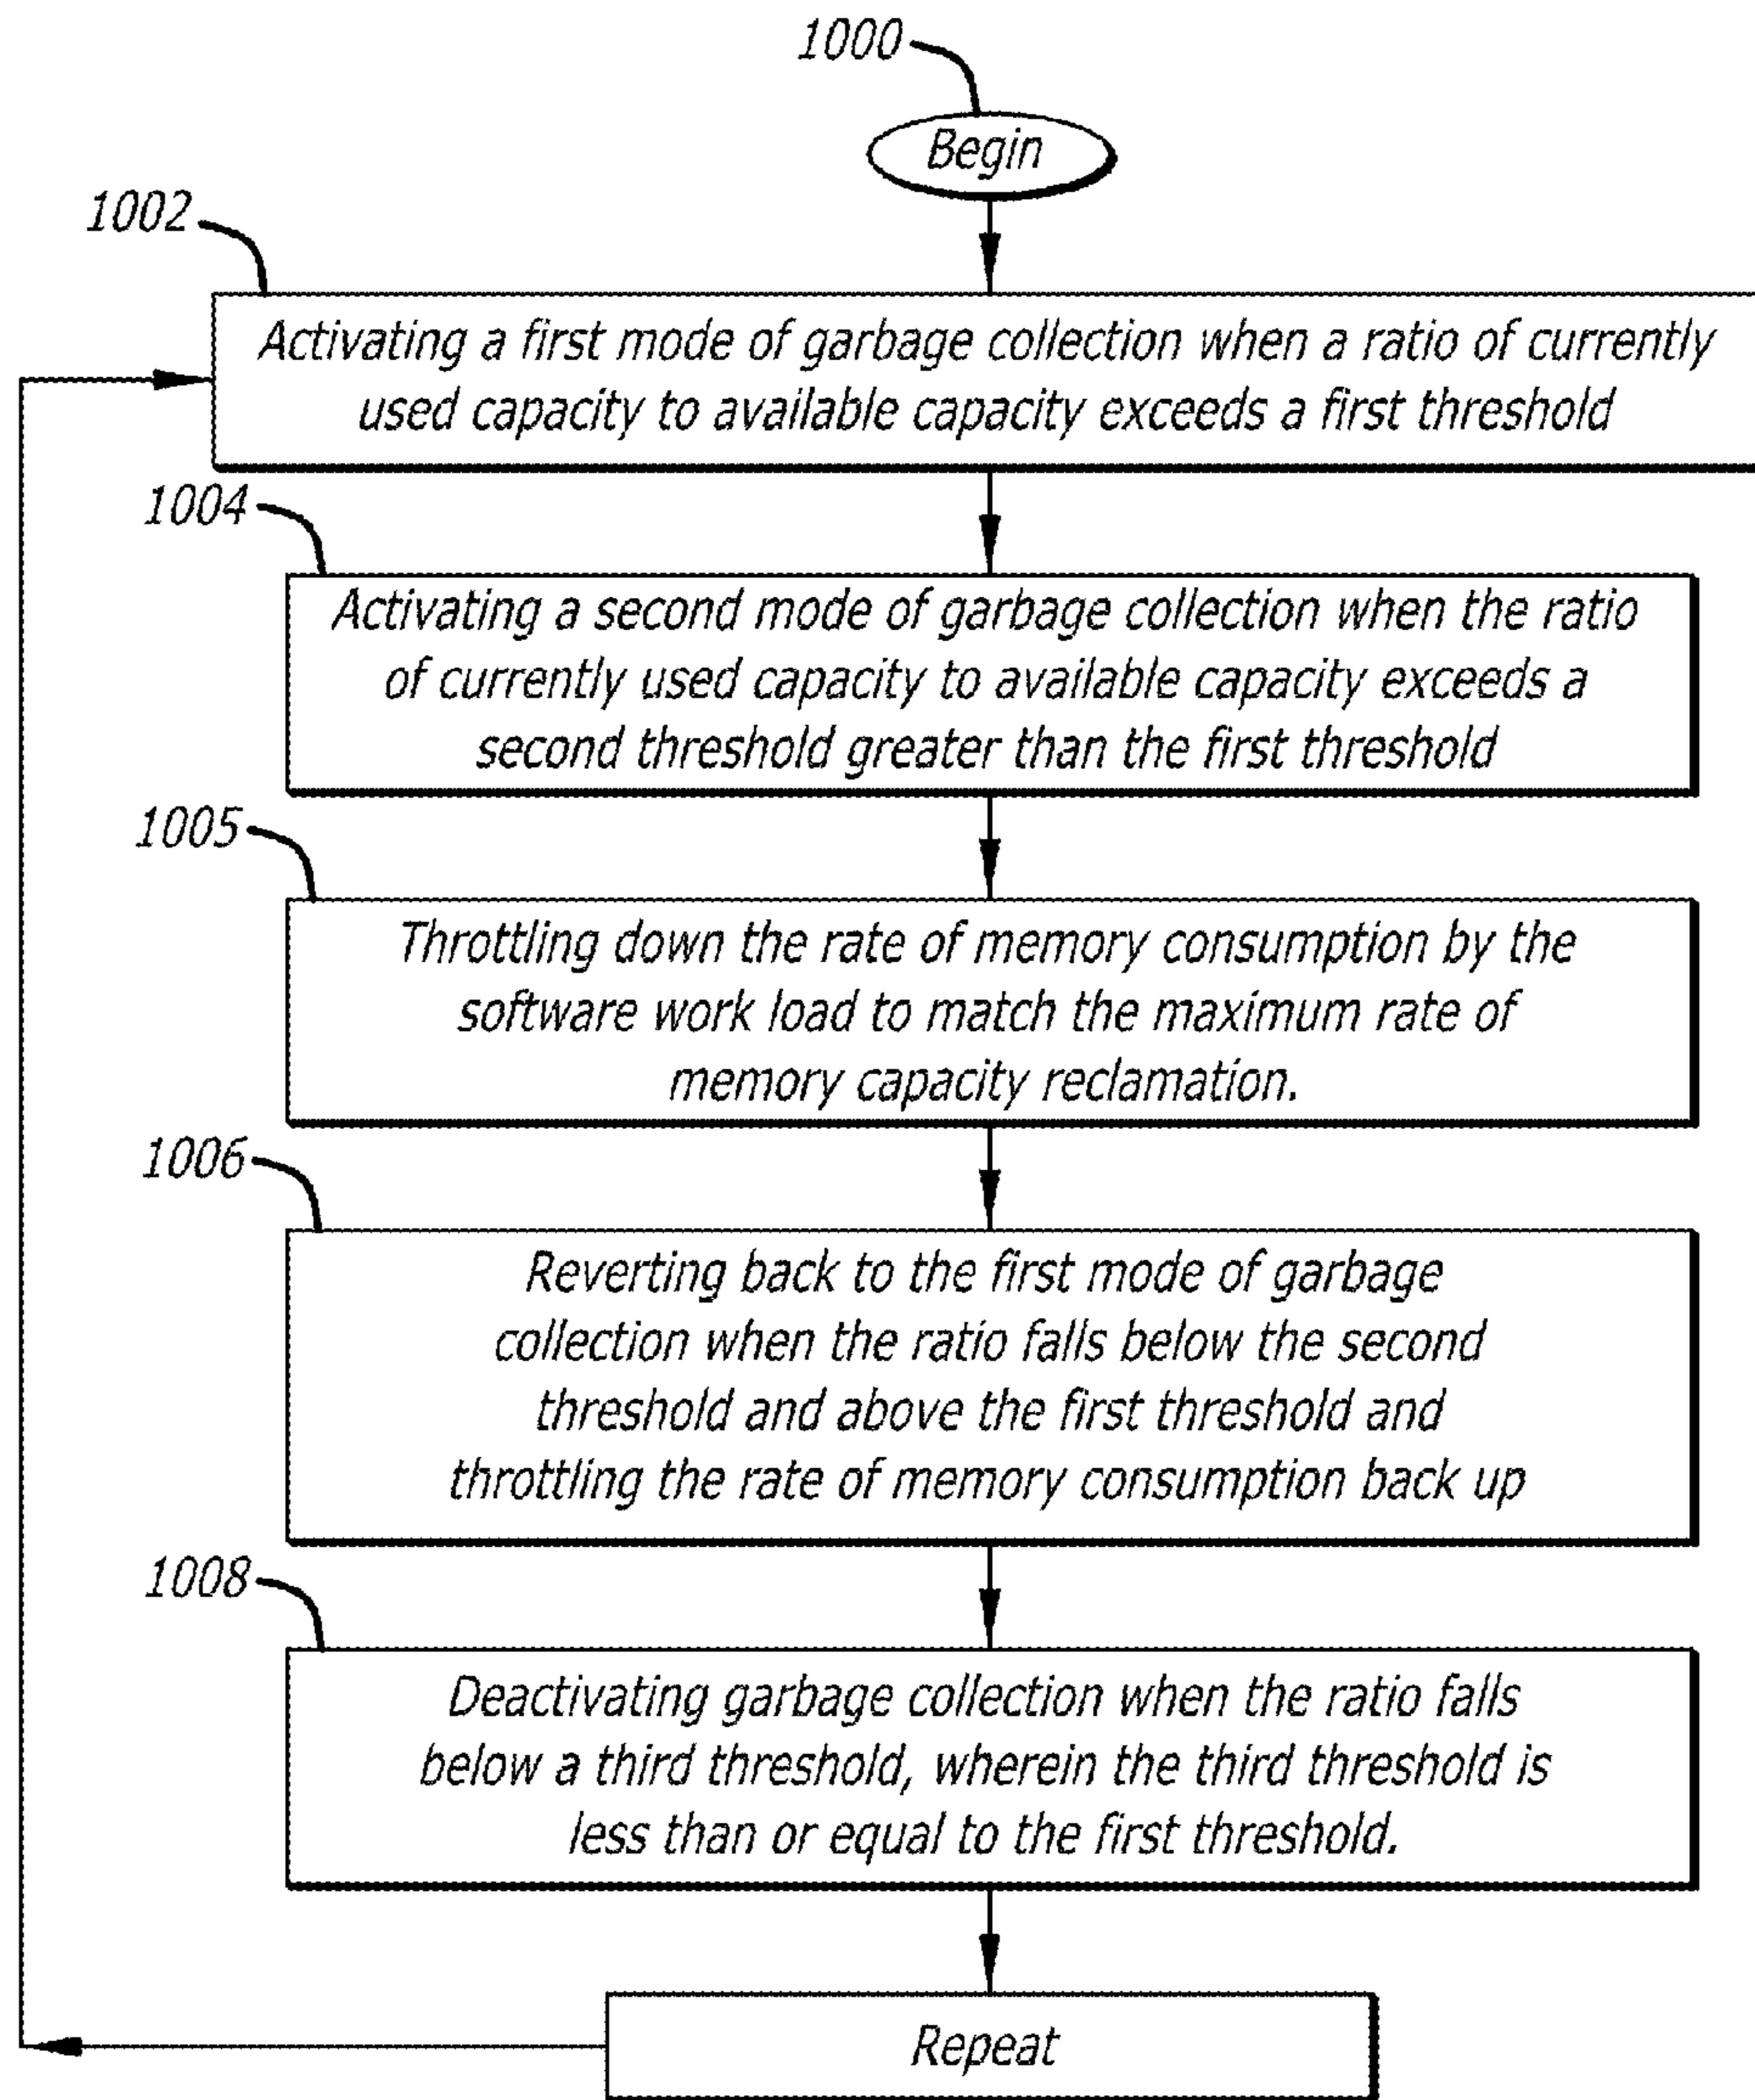 1000
Begin
1002
Activating a first mode of garbage collection when a ratio of currently
used capacity to available capacity exceeds a first threshold
1004
Activating a second mode of garbage collection when the ratio
of currently used capacity to available capacity exceeds a
second threshold greater than the first threshold
1005
Throttling down the rate of memory consumption by the
software work load to match the maximum rate of
memory capacity reclamation.
1006
Reverting back to the first mode of garbage
collection when the ratio falls below the second
threshold and above the first threshold and
throttling the rate of memory consumption back up
1008
Deactivating garbage collection when the ratio falls
below a third threshold, wherein the third threshold is
less than or equal to the first threshold.
Repeat